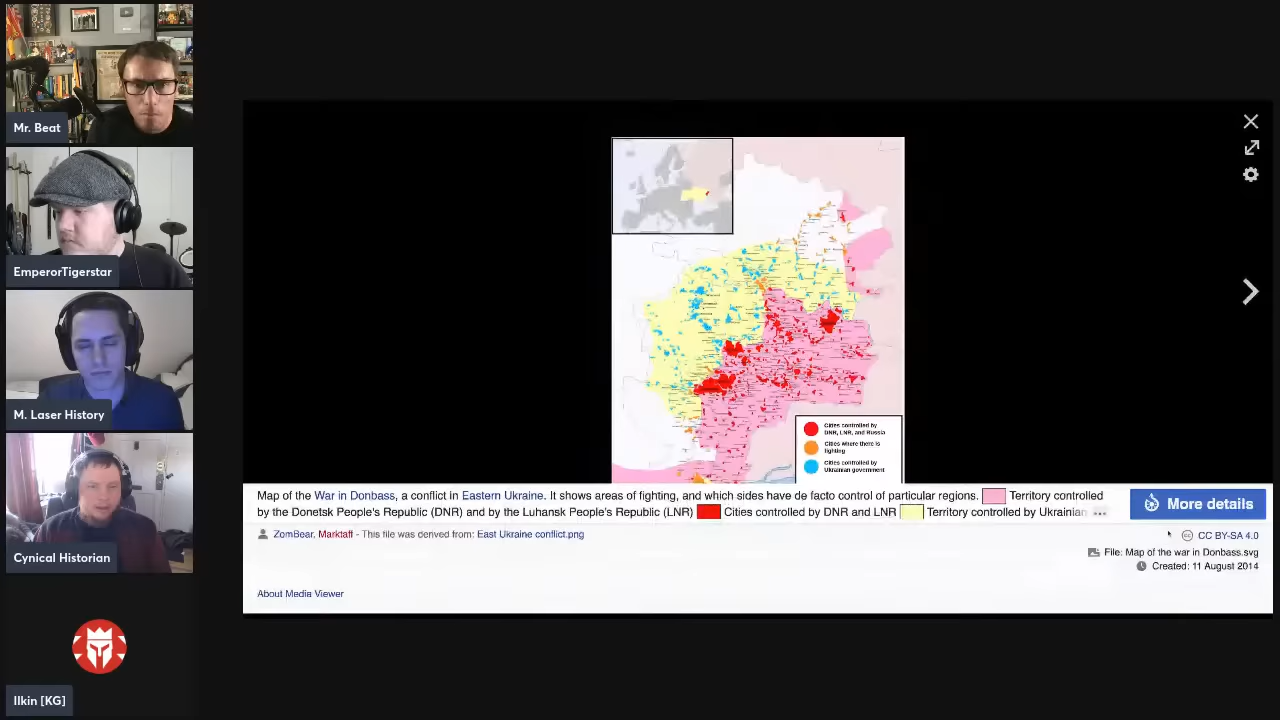 Mr. Beat
EmperorTigerstar
M. Laser History
Cynical Historian
Ilkin [KG]
Cities controlled by
DNR, LNR, and Russia
Cities where there is
fighting
Cities controlled by
Ukrainian government
Map of the War in Donbass, a conflict in Eastern Ukraine. It shows areas of fighting, and which sides have de facto control of particular regions. Territory controlled
by the Donetsk People's Republic (DNR) and by the Luhansk People's Republic (LNR) Cities controlled by DNR and LNR Territory controlled by Ukrainian ...
More details
ZomBear, Marktaff - This file was derived from: East Ukraine conflict.png
CC BY-SA 4.0
File: Map of the war in Donbass.svg
Created: 11 August 2014
About Media Viewer